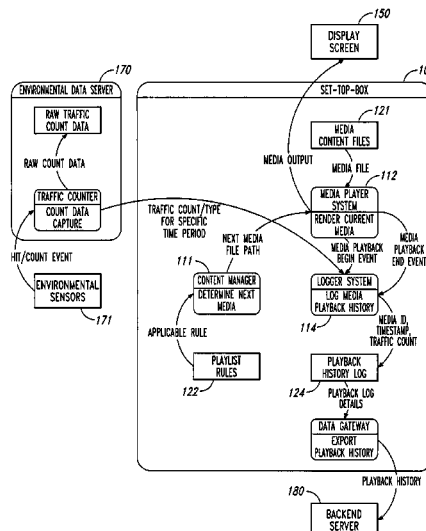 150
DISPLAY
SCREEN
170
ENVIRONMENTAL DATA SERVER
RAW TRAFFIC
COUNT DATA
RAW COUNT DATA
TRAFFIC COUNTER
COUNT DATA
CAPTURE
HIT/COUNT EVENT
ENVIRONMENTAL
SENSORS
171
SET-TOP-BOX
121
MEDIA
CONTENT FILES
MEDIA FILE
MEDIA OUTPUT
112
MEDIA PLAYER
SYSTEM
RENDER CURRENT
MEDIA
TRAFFIC COUNT/TYPE
FOR SPECIFIC
TIME PERIOD
NEXT MEDIA
FILE PATH
MEDIA PLAYBACK
BEGIN EVENT
MEDIA PLAYBACK
END EVENT
111
CONTENT MANAGER
DETERMINE NEXT
MEDIA
LOGGER SYSTEM
LOG MEDIA
PLAYBACK HISTORY
114
APPLICABLE RULE
MEDIA ID,
TIMESTAMP,
TRAFFIC COUNT
PLAYLIST
RULES
122
PLAYBACK
HISTORY LOG
124
PLAYBACK LOG
DETAILS
DATA GATEWAY
EXPORT
PLAYBACK HISTORY
PLAYBACK HISTORY
180
BACKEND
SERVER